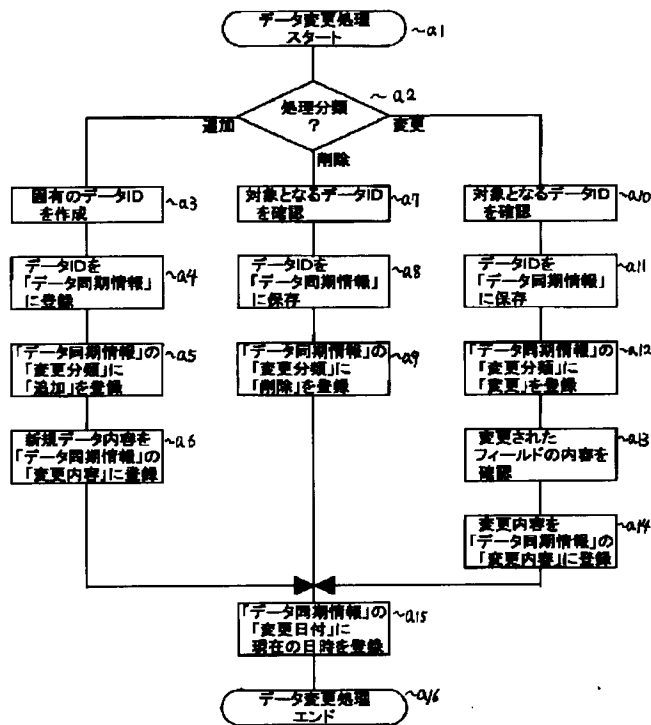 データ変更処理
スタート
~a1
処理分類
?
~a2
追加
削除
変更
固有のデータID
を作成
~a3
データIDを
「データ同期情報」
に登録
~a4
「データ同期情報」の
「変更分類」に
「追加」を登録
~a5
新規データ内容を
「データ同期情報」の
「変更内容」に登録
~a6
対象となるデータID
を確認
~a7
データIDを
「データ同期情報」
に保存
~a8
「データ同期情報」の
「変更分類」に
「削除」を登録
~a9
対象となるデータID
を確認
~a10
データIDを
「データ同期情報」
に保存
~a11
「データ同期情報」の
「変更分類」に
「変更」を登録
~a12
変更された
フィールドの内容を
確認
~a13
変更内容を
「データ同期情報」の
「変更内容」に登録
~a14
「データ同期情報」の
「変更日付」に
現在の日時を登録
~a15
データ変更処理
エンド
~a16